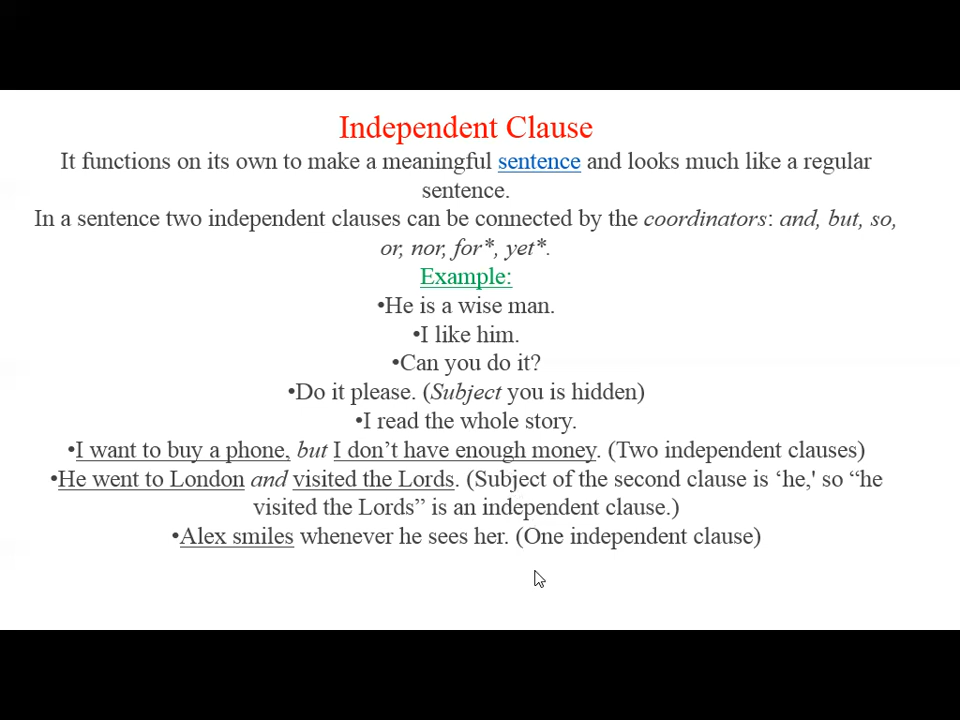 Independent Clause
It functions on its own to make a meaningful sentence and looks much like a regular
sentence.
In a sentence two independent clauses can be connected by the coordinators: and, but, so,
or, nor, for*, yet*.
Example:
•He is a wise man.
•I like him.
•Can you do it?
•Do it please. (Subject you is hidden)
•I read the whole story.
•I want to buy a phone, but I don’t have enough money. (Two independent clauses)
•He went to London and visited the Lords. (Subject of the second clause is ‘he,' so “he
visited the Lords” is an independent clause.)
•Alex smiles whenever he sees her. (One independent clause)